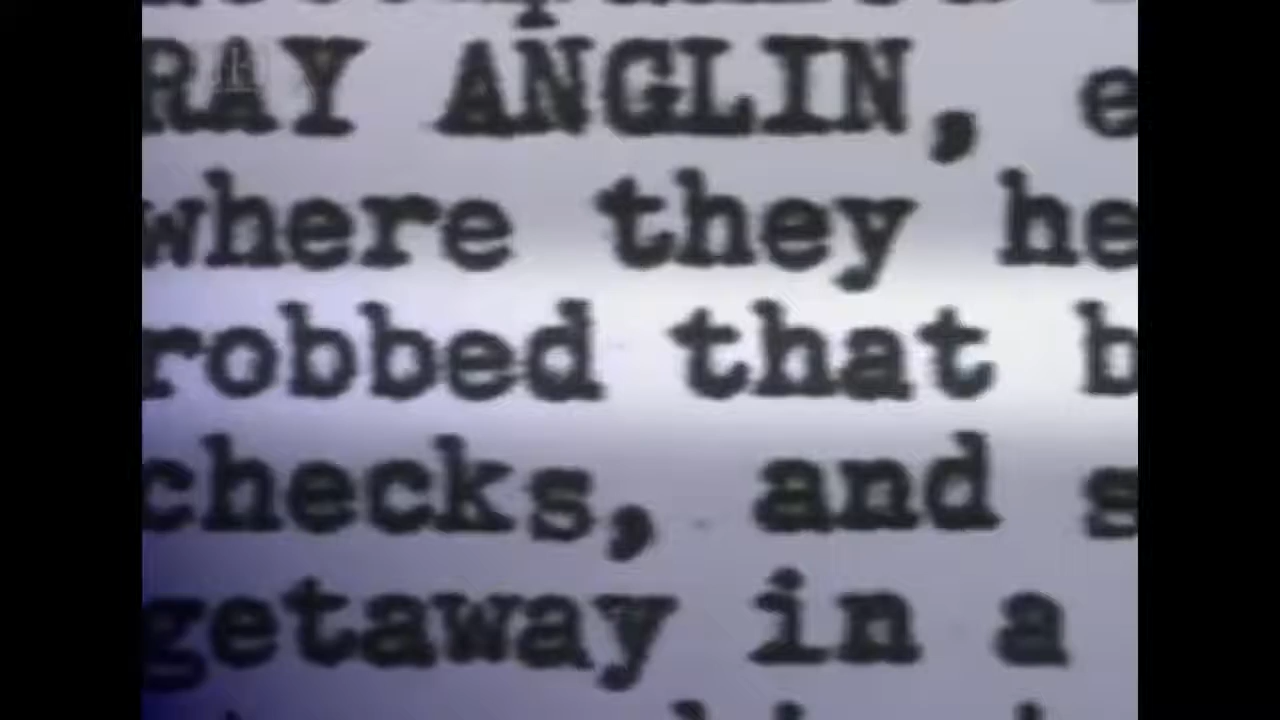 RAY ANGLIN, e
where they he
robbed that b
checks, and s
getaway in a